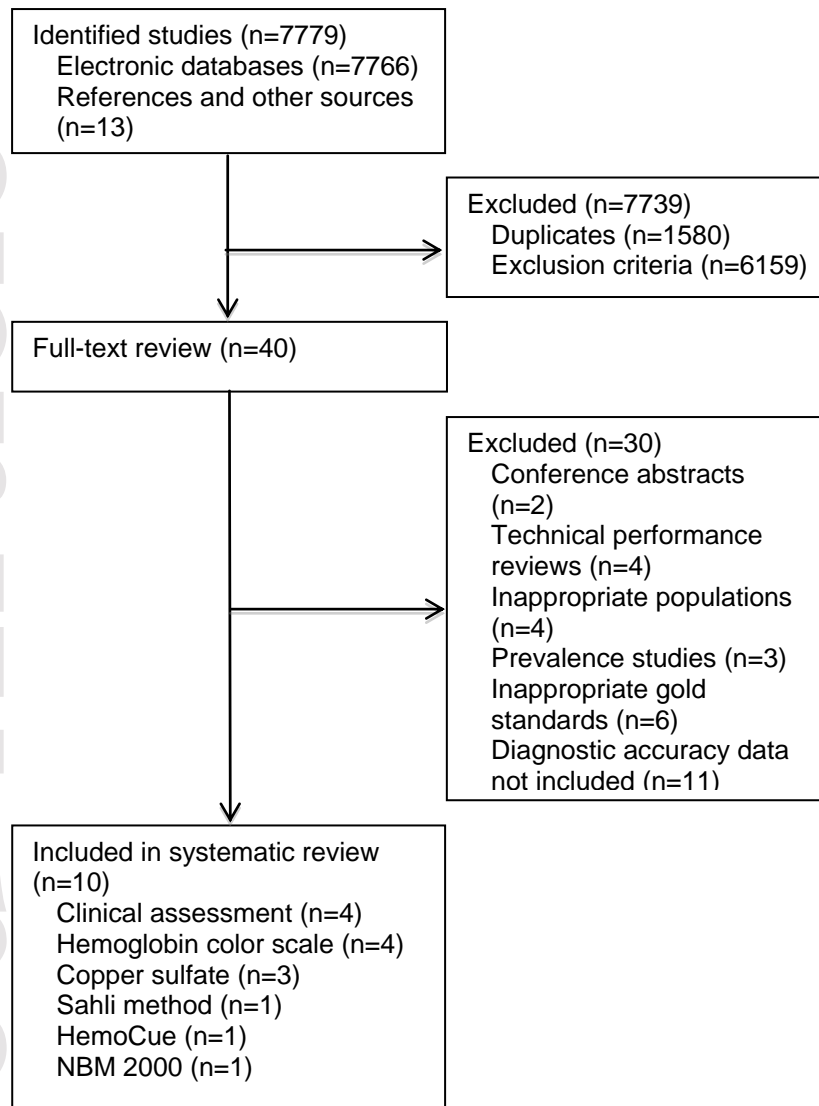 Identified studies (n=7779)
Electronic databases (n=7766)
References and other sources
(n=13)
Excluded (n=7739)
Duplicates (n=1580)
Exclusion criteria (n=6159)
Full-text review (n=40)
Excluded (n=30)
Conference abstracts
(n=2)
Technical performance
reviews (n=4)
Inappropriate populations
(n=4)
Prevalence studies (n=3)
Inappropriate gold
standards (n=6)
Diagnostic accuracy data
not included (n=11)
Included in systematic review
(n=10)
Clinical assessment (n=4)
Hemoglobin color scale (n=4)
Copper sulfate (n=3)
Sahli method (n=1)
HemoCue (n=1)
NBM 2000 (n=1)